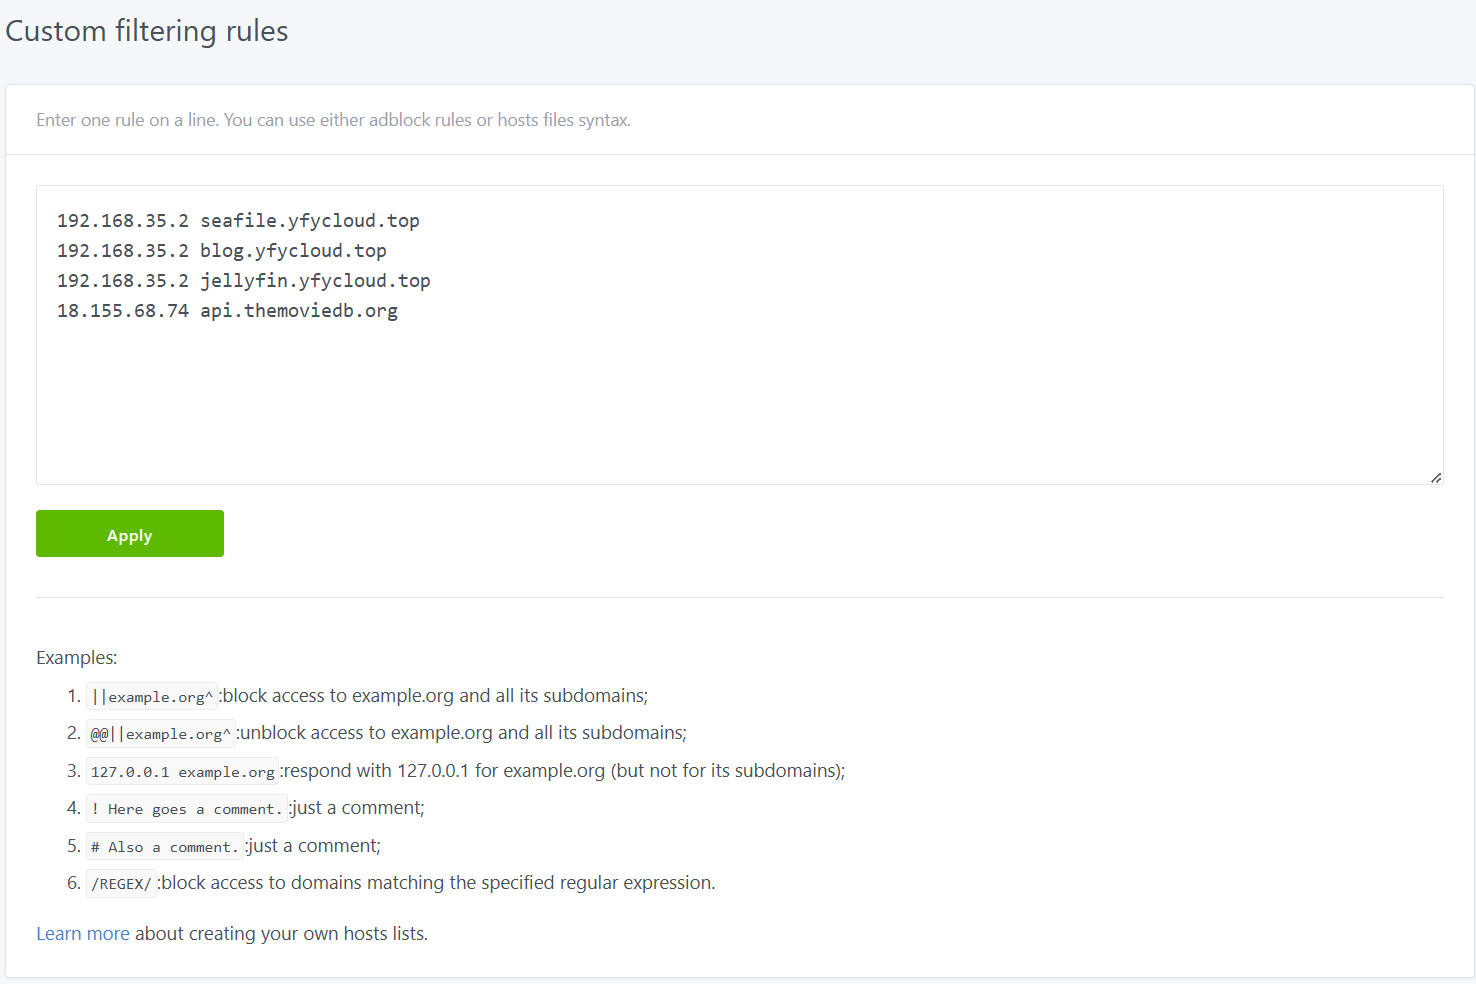 Custom filtering rules
Enter one rule on a line. You can use either adblock rules or hosts files syntax.
192.168.35.2 seafile.yfycloud.top
192.168.35.2 blog.yfycloud.top
192.168.35.2 jellyfin.yfycloud.top
18.155.68.74 api.themoviedb.org
Apply
Examples:
1. ||example.org^ :block access to example.org and all its subdomains;
2. @@||example.org^ :unblock access to example.org and all its subdomains;
3. 127.0.0.1 example.org :respond with 127.0.0.1 for example.org (but not for its subdomains);
4. ! Here goes a comment. :just a comment;
5. # Also a comment. :just a comment;
6. /REGEX/ :block access to domains matching the specified regular expression.
Learn more about creating your own hosts lists.